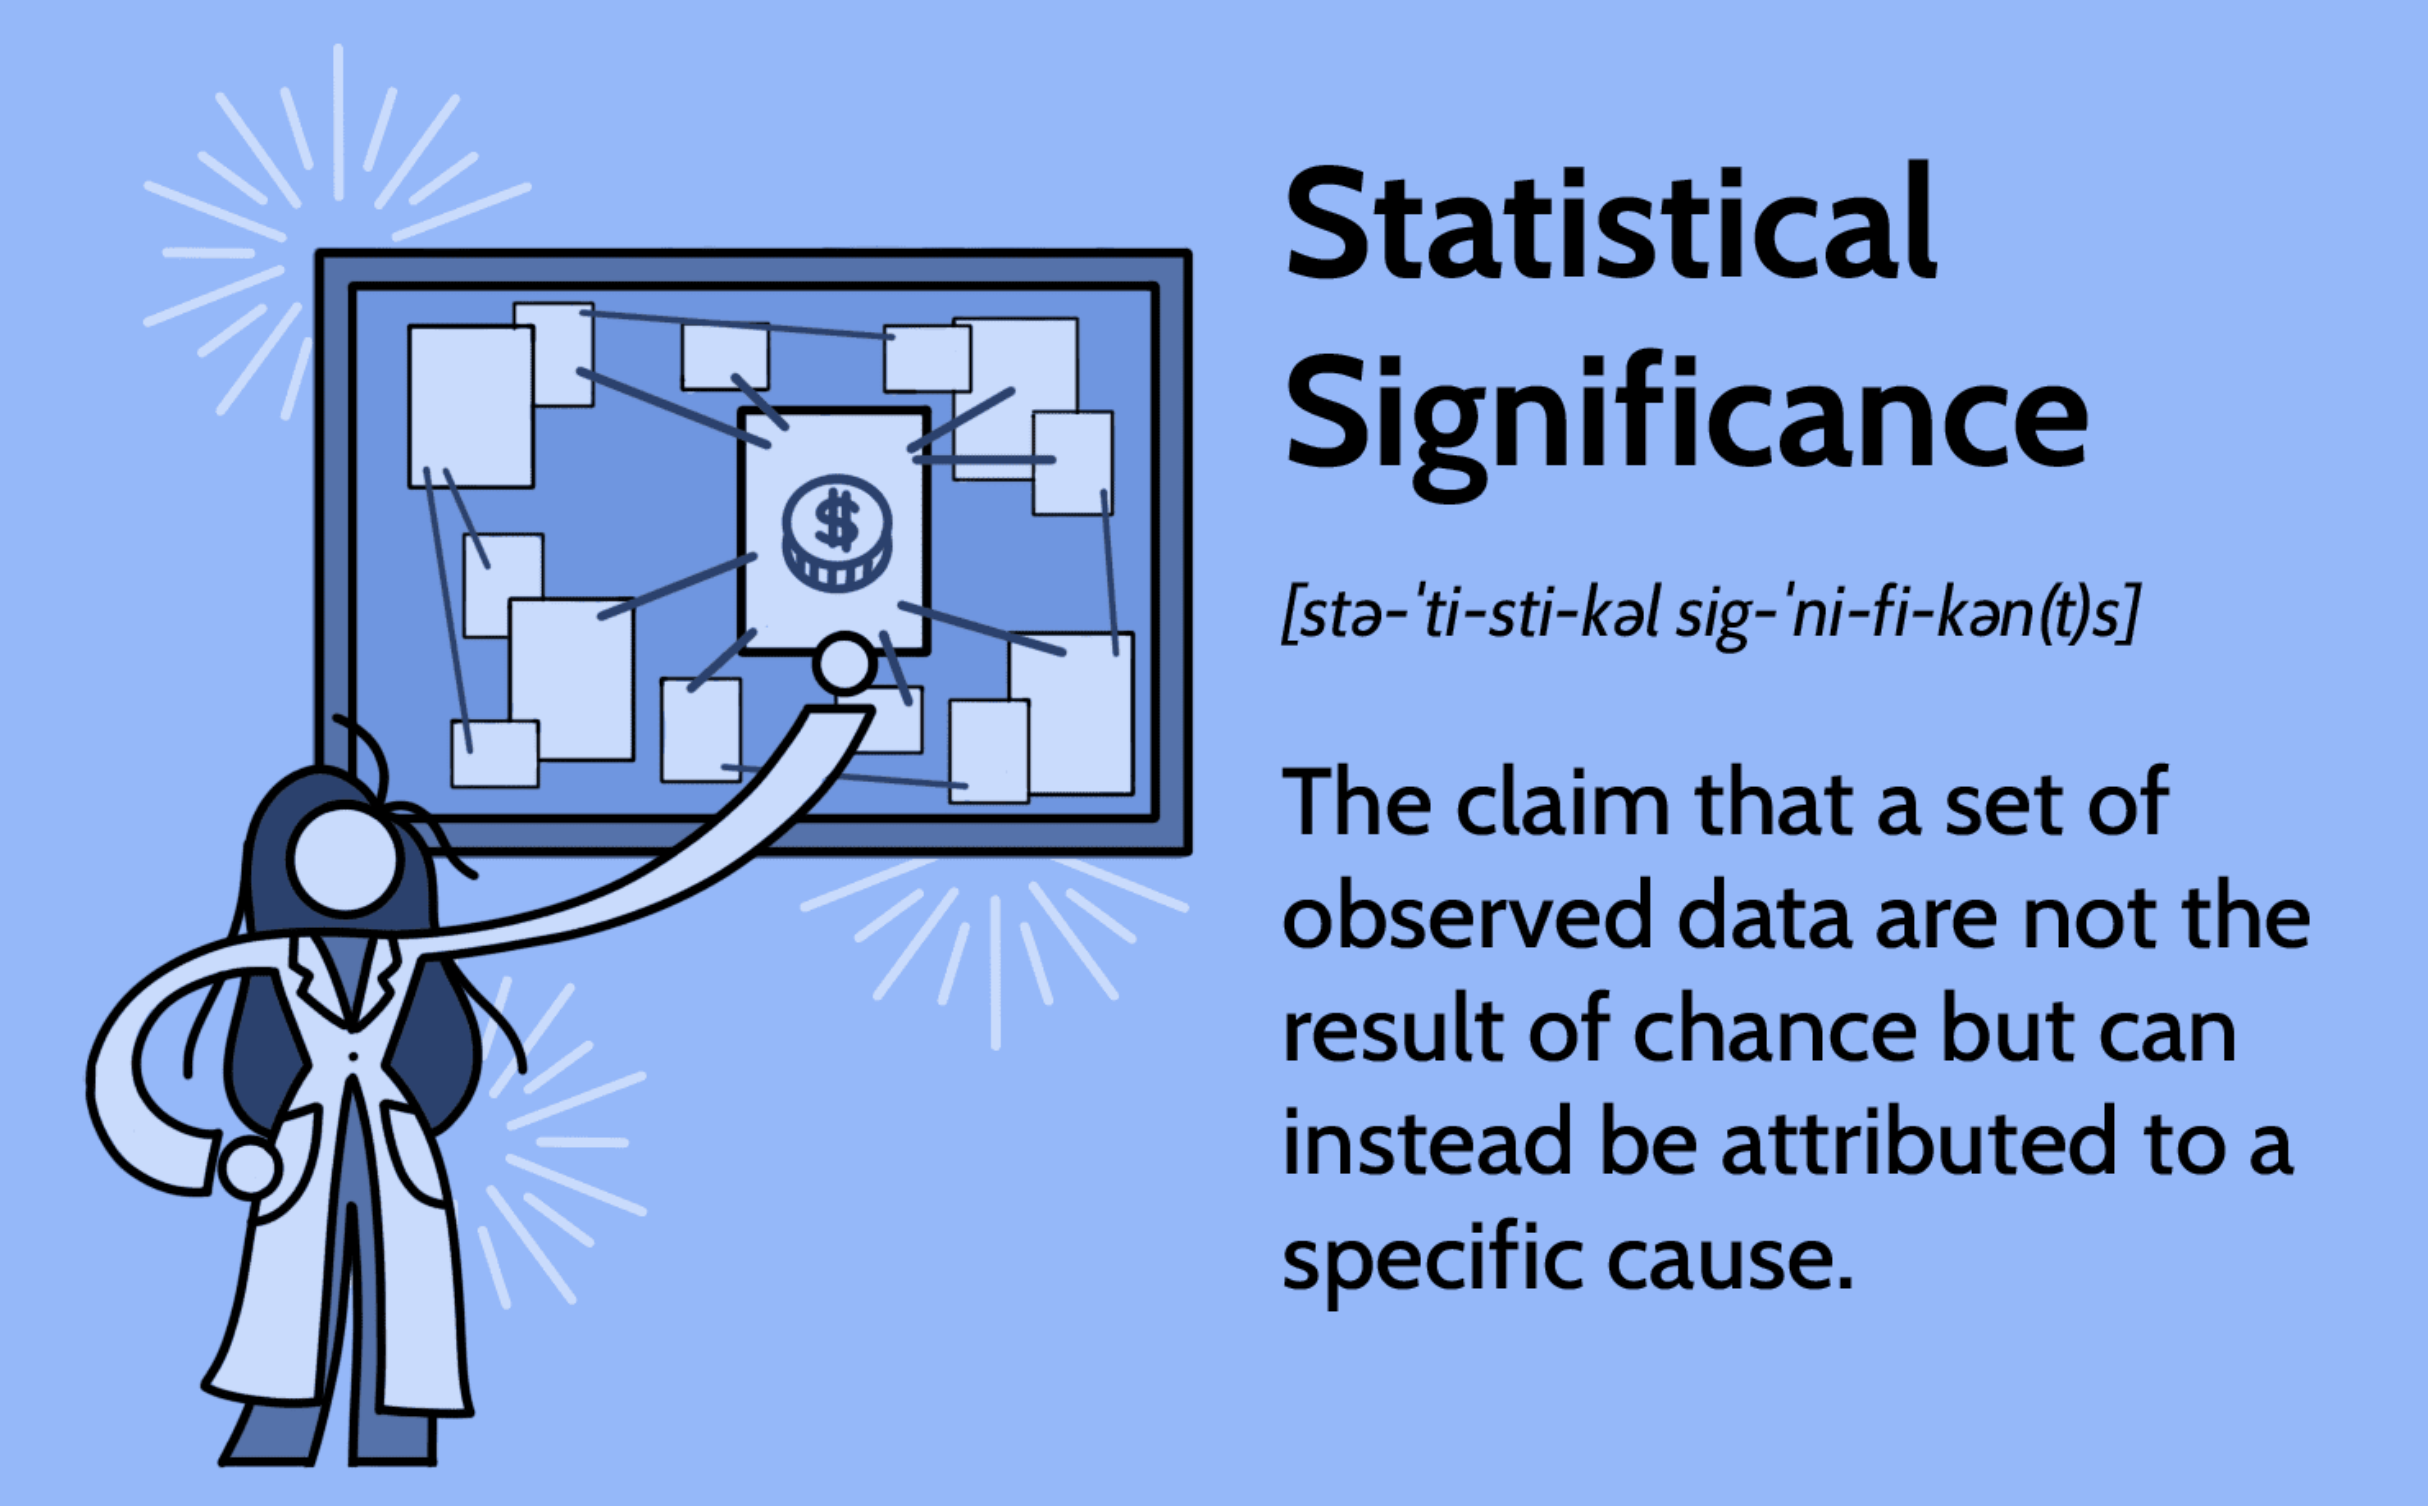 Statistical
Significance
[stə-ˈti-sti-kəl sig-ˈni-fi-kən(t)s]
The claim that a set of
observed data are not the
result of chance but can
instead be attributed to a
specific cause.
$